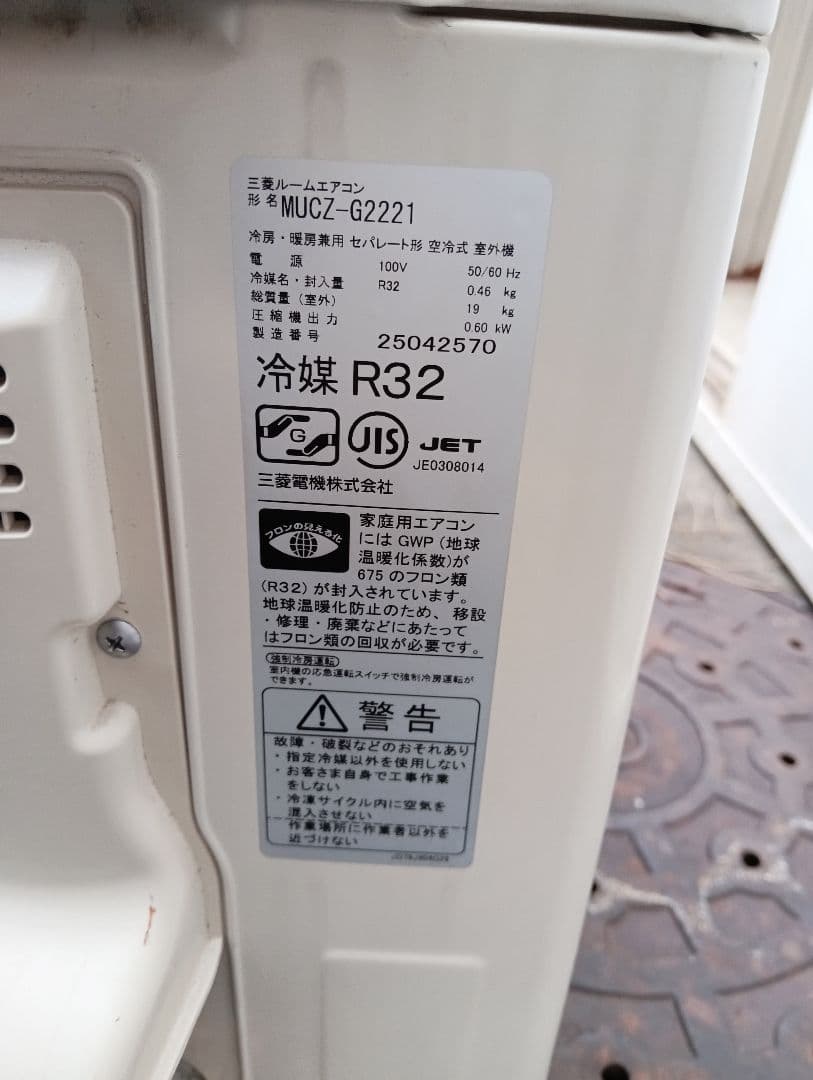 三菱ルームエアコン
形名 MUCZ-G2221
冷房・暖房兼用 セパレート形 空冷式 室外機
電源 100V 50/60 Hz
冷媒名・封入量 R32 0.46 kg
総質量(室外) 19 kg
圧縮機出力 0.60 kW
製造番号 25042570
冷媒 R32
G
JIS
JET
JE0308014
三菱電機株式会社
フロンの見える化
家庭用エアコン
にはGWP(地球
温暖化係数)が
675のフロン類
(R32)が封入されています。
地球温暖化防止のため、移設
・修理・廃棄などにあたって
はフロン類の回収が必要です。
強制冷房運転
室内機の応急運転スイッチで強制冷房運転が
できます。
警告
故障・破裂などのおそれあり
・指定冷媒以外を使用しない
・お客さま自身で工事作業
をしない
・冷凍サイクル内に空気を
混入させない
作業場所に作業者以外を
近づけない